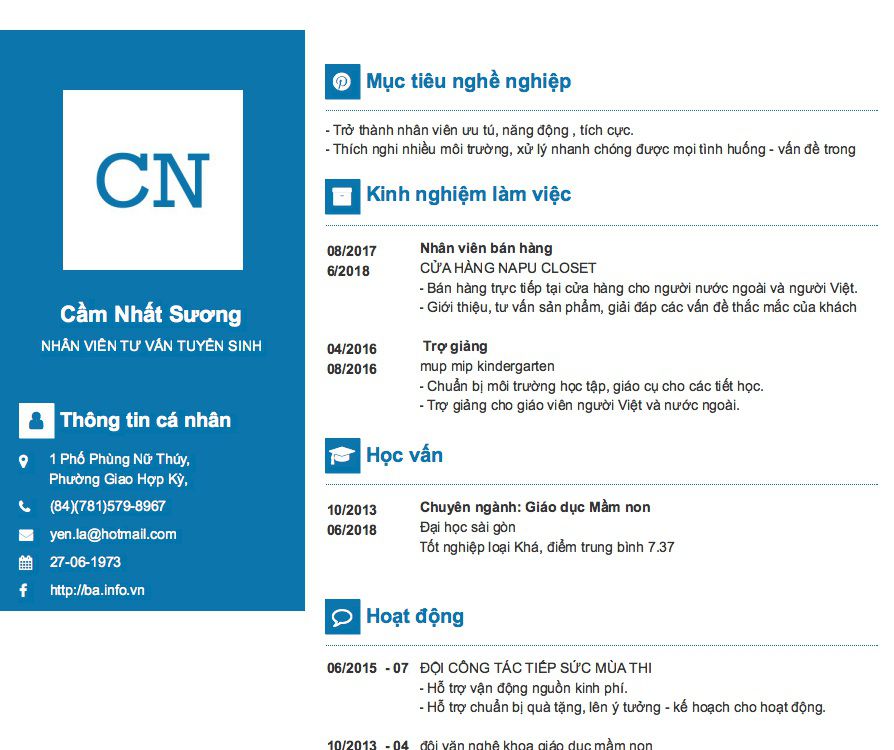 CN
Cầm Nhất Sương
NHÂN VIÊN TƯ VẤN TUYỂN SINH
Thông tin cá nhân
1 Phố Phùng Nữ Thúy,
Phường Giao Hợp Kỳ,
(84)(781)579-8967
yen.la@hotmail.com
27-06-1973
http://ba.info.vn
Mục tiêu nghề nghiệp
- Trở thành nhân viên ưu tú, năng động , tích cực.
- Thích nghi nhiều môi trường, xử lý nhanh chóng được mọi tình huống - vấn đề trong
Kinh nghiệm làm việc
08/2017 Nhân viên bán hàng
6/2018 CỬA HÀNG NAPU CLOSET
- Bán hàng trực tiếp tại cửa hàng cho người nước ngoài và người Việt.
- Giới thiệu, tư vấn sản phẩm, giải đáp các vấn đề thắc mắc của khách
04/2016 Trợ giảng
08/2016 mup mip kindergarten
- Chuẩn bị môi trường học tập, giáo cụ cho các tiết học.
- Trợ giảng cho giáo viên người Việt và nước ngoài.
Học vấn
10/2013 Chuyên ngành: Giáo dục Mầm non
06/2018 Đại học sài gòn
Tốt nghiệp loại Khá, điểm trung bình 7.37
Hoạt động
06/2015 - 07 ĐỘI CÔNG TÁC TIẾP SỨC MÙA THI
- Hỗ trợ vận động nguồn kinh phí.
- Hỗ trợ chuẩn bị quà tặng, lên ý tưởng - kế hoạch cho hoạt động.
10/2013 - 04 đội văn nghệ khoa giáo dục mầm non